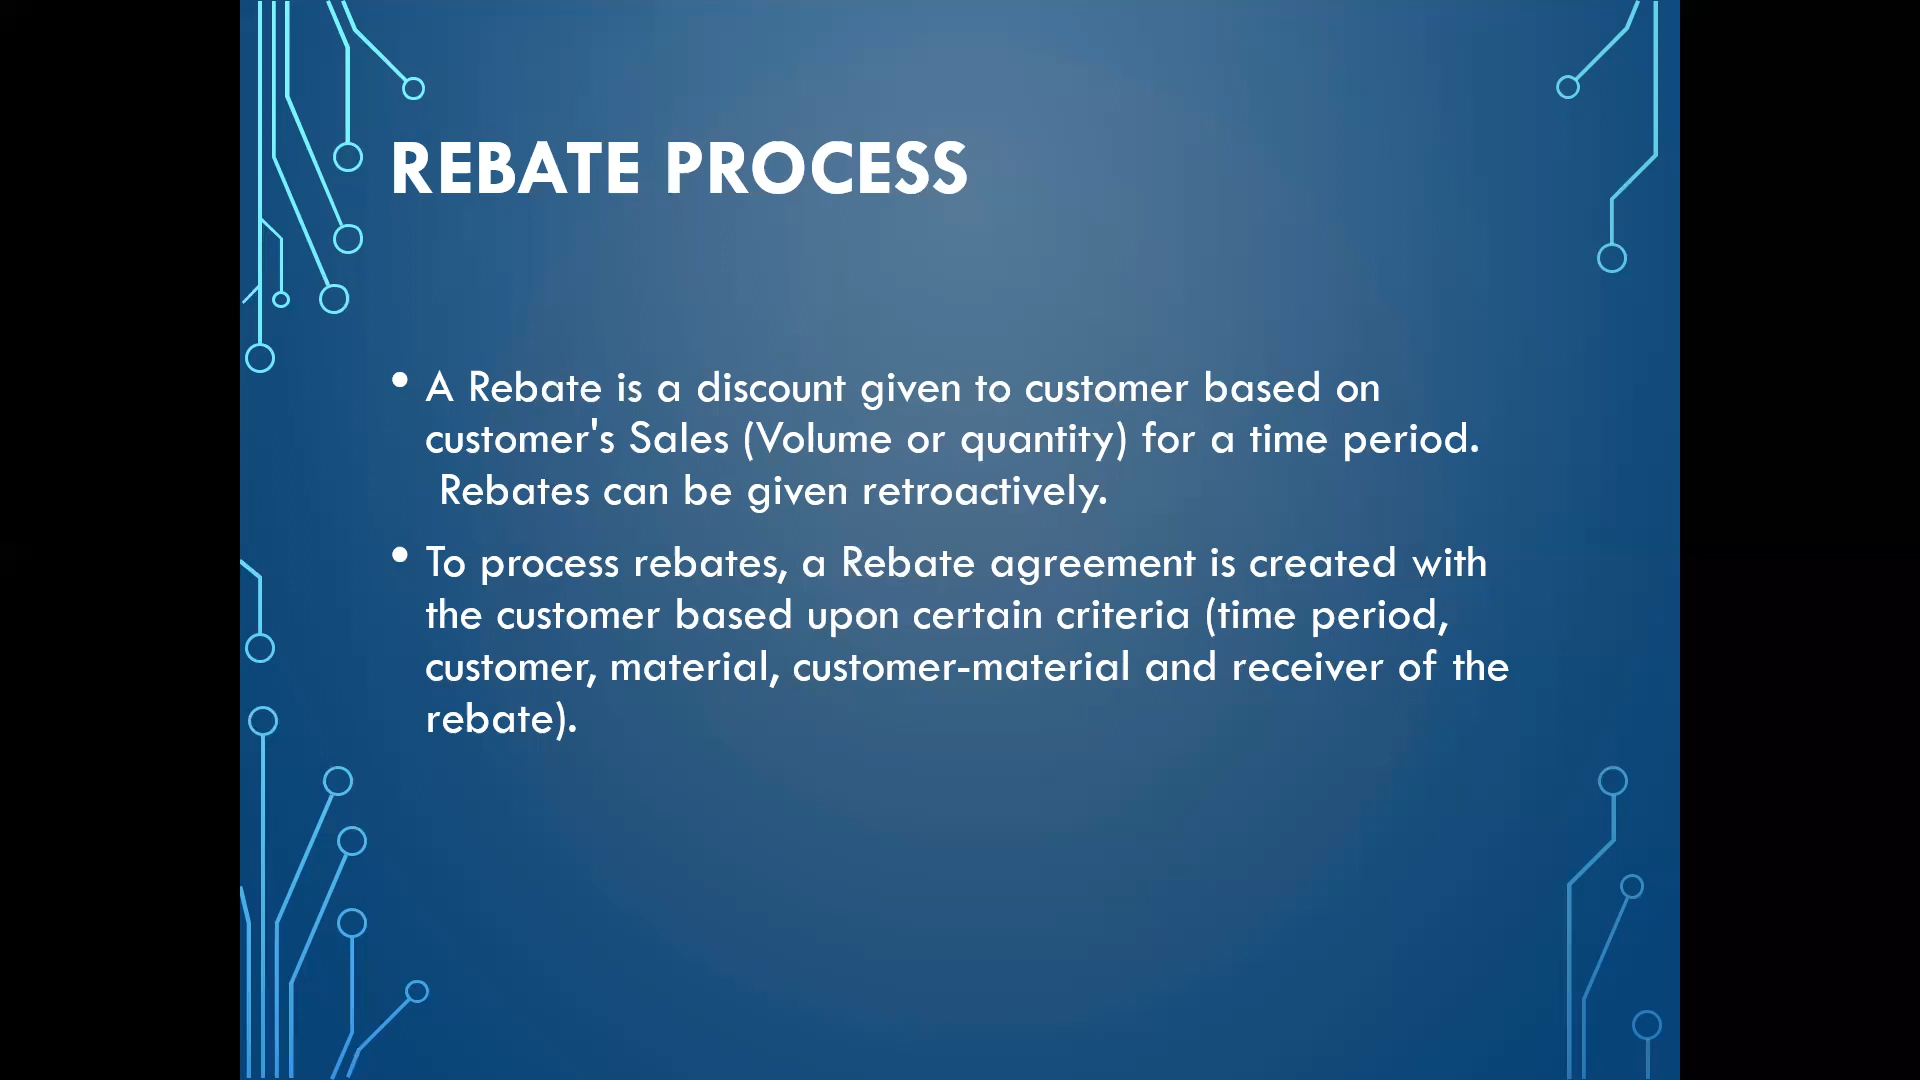 REBATE PROCESS
• A Rebate is a discount given to customer based on
customer's Sales (Volume or quantity) for a time period.
Rebates can be given retroactively.
• To process rebates, a Rebate agreement is created with
the customer based upon certain criteria (time period,
customer, material, customer-material and receiver of the
rebate).